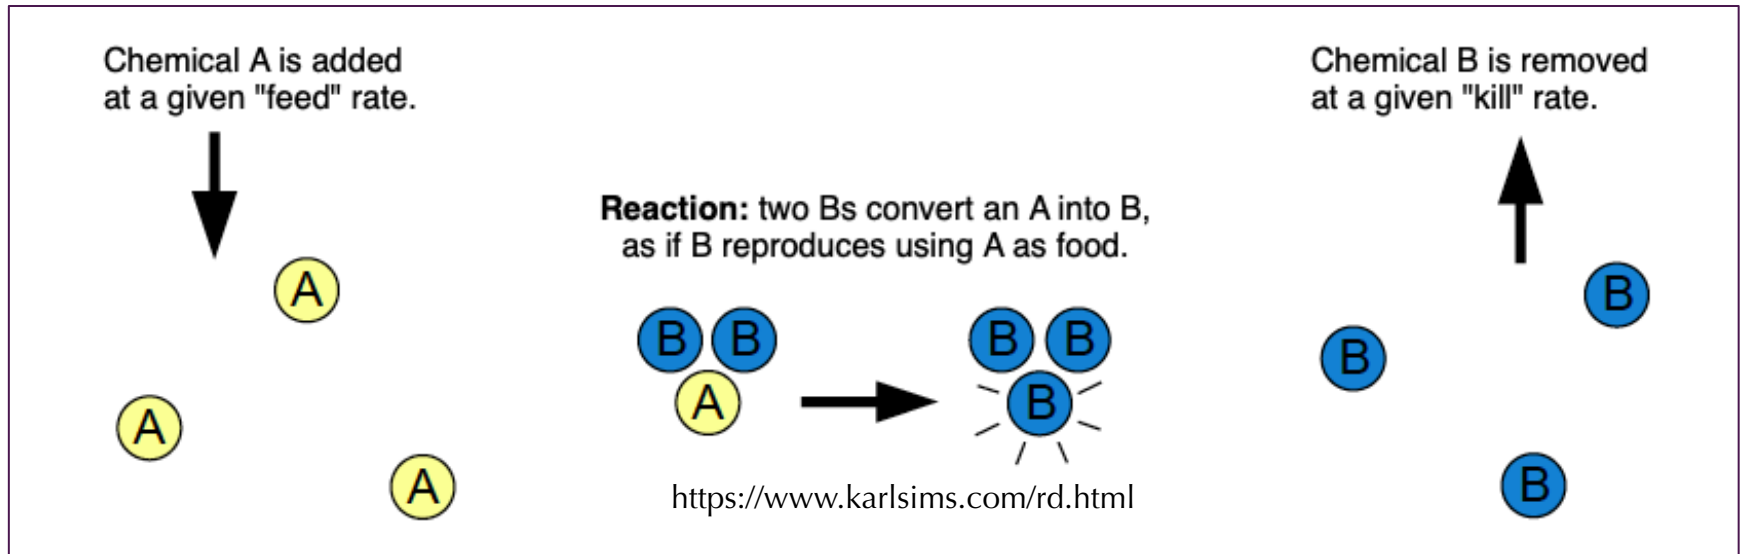 Chemical A is added
at a given "feed" rate.
A
A
A
Reaction: two Bs convert an A into B,
as if B reproduces using A as food.
B B
A
B B
B
https://www.karlsims.com/rd.html
Chemical B is removed
at a given "kill" rate.
B
B
B